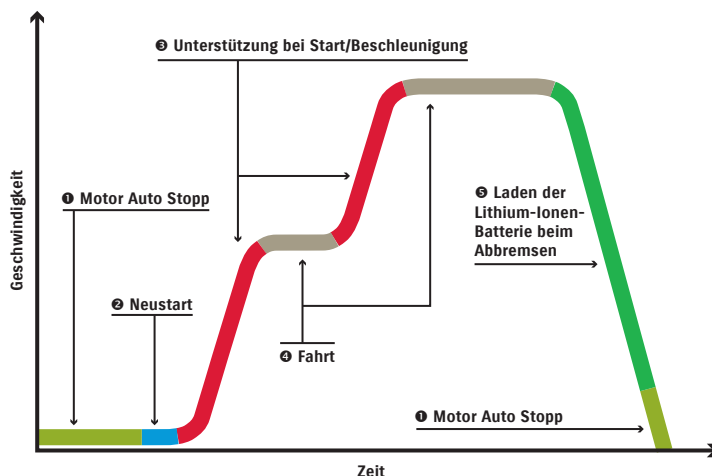 ❸ Unterstützung bei Start/Beschleunigung
Geschwindigkeit
❶ Motor Auto Stopp
❺ Laden der
Lithium-Ionen-
Batterie beim
Abbremsen
❷ Neustart
❹ Fahrt
❶ Motor Auto Stopp
Zeit